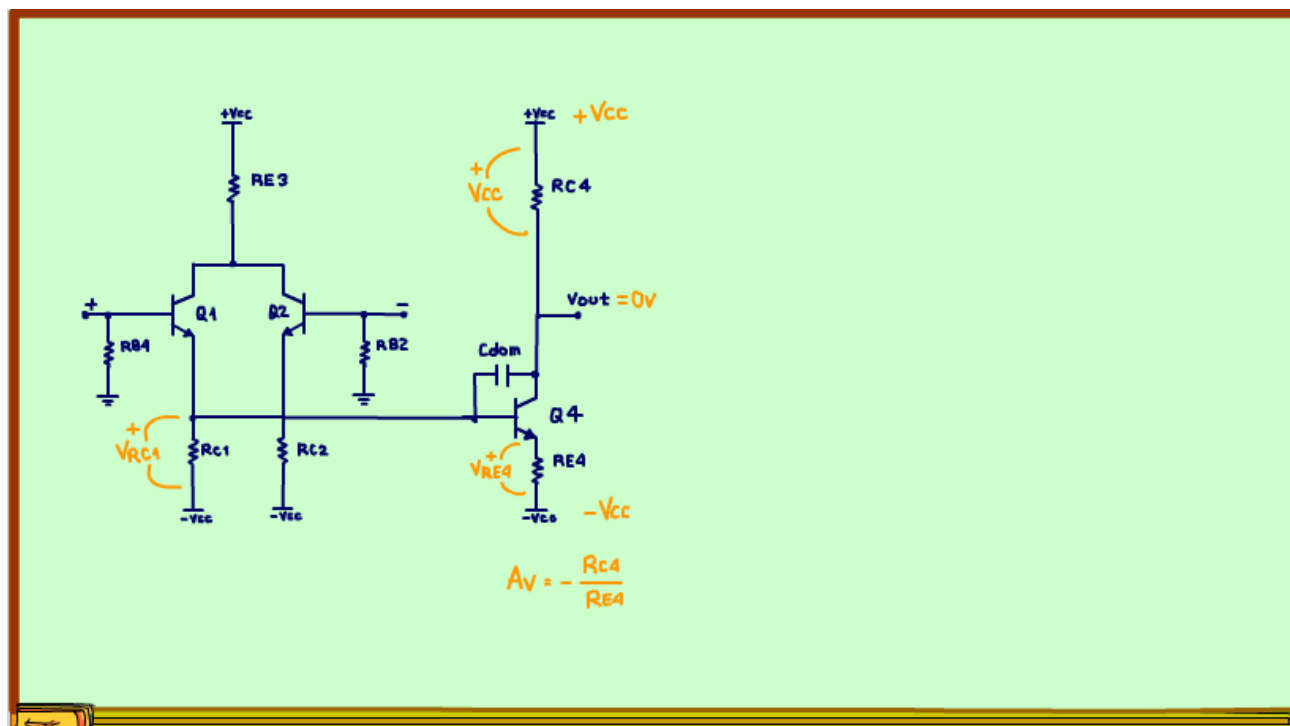 +Vcc
+Vcc
+Vcc
RE3
+
Vcc
RC4
+
Q1
Q2
-
Vout
=0V
RB1
RB2
Cdom
Q4
+
VRC1
RC1
RC2
+
VRE4
RE4
-Vcc
-Vcc
-Vcc
-Vcc
Av = - RC4
RE4